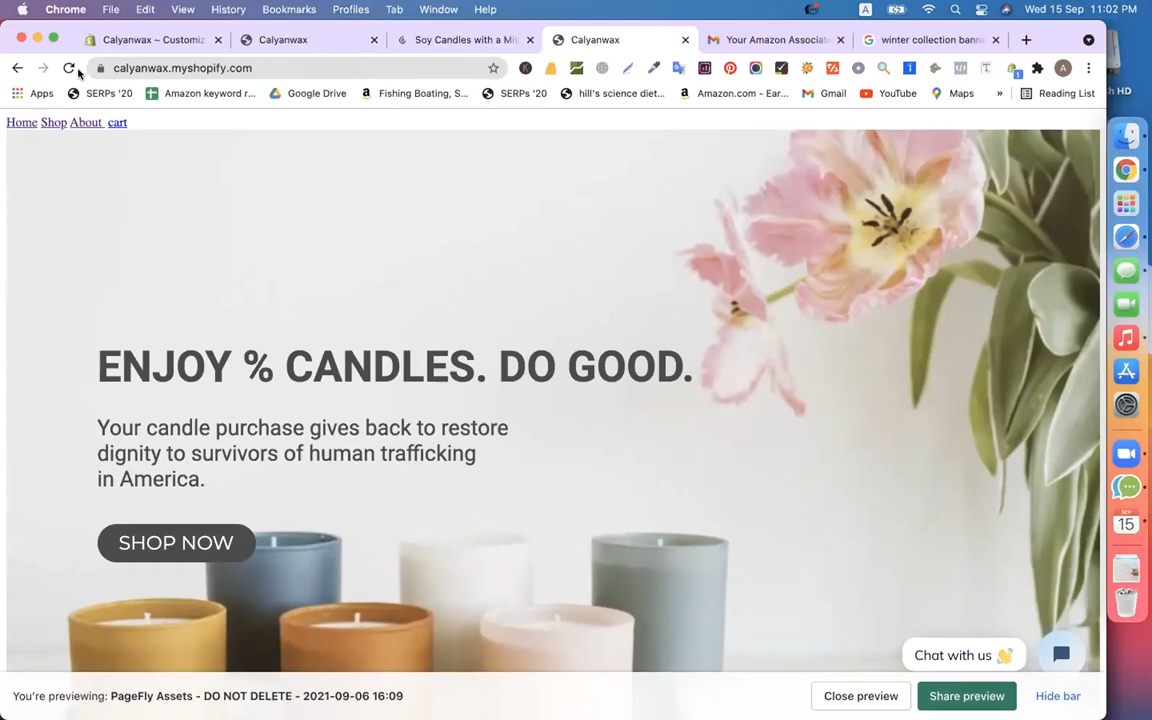 Chrome File Edit View History Bookmarks Profiles Tab Window Help
A Wed 15 Sep 11:02 PM
Calyanwax ~ Customiz
Calyanwax
Soy Candles with a Mis
Calyanwax
Your Amazon Associat
winter collection bann
calyanwax.myshopify.com
A
Apps SERPs '20 Amazon keyword r... Google Drive Fishing Boating, S... SERPs '20 hill's science diet... Amazon.com - Ear... Gmail YouTube Maps » Reading List
Home Shop About cart
ENJOY % CANDLES. DO GOOD.
Your candle purchase gives back to restore
dignity to survivors of human trafficking
in America.
SHOP NOW
Chat with us 👋
You're previewing: PageFly Assets - DO NOT DELETE - 2021-09-06 16:09
Close preview
Share preview
Hide bar
SEP
15